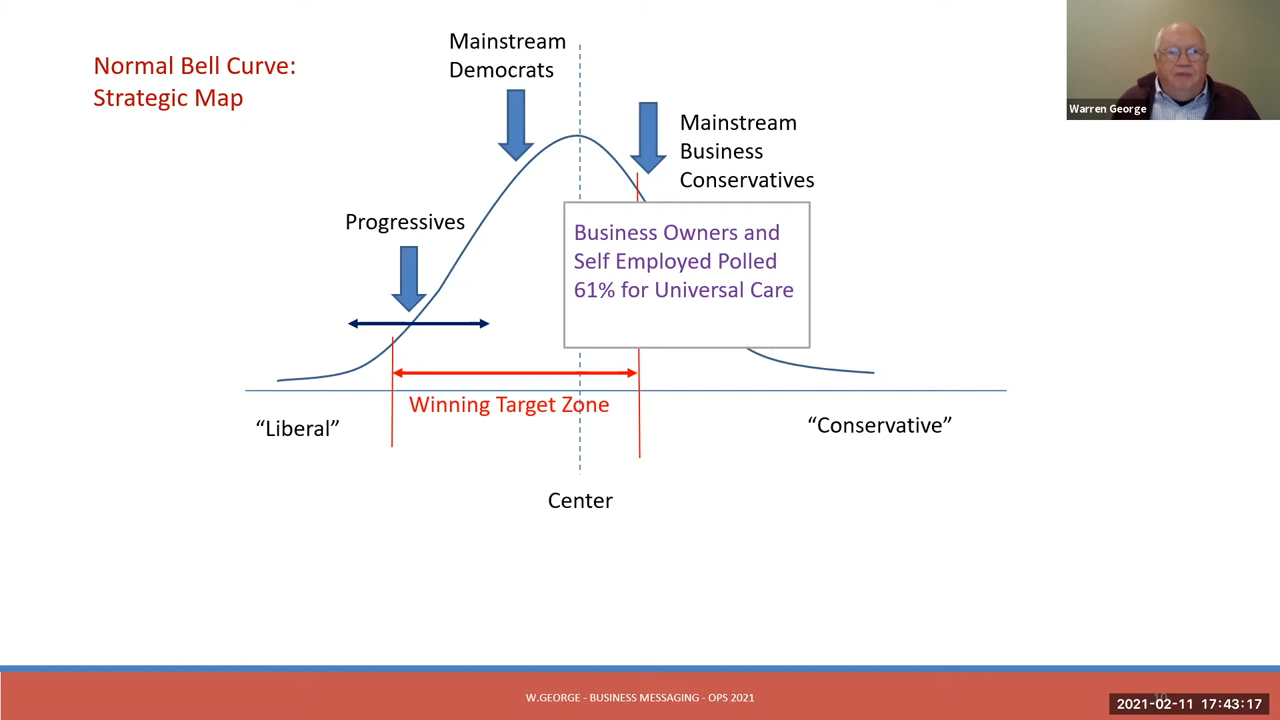 Normal Bell Curve:
Strategic Map
Mainstream
Democrats
Mainstream
Business
Conservatives
Progressives
Business Owners and
Self Employed Polled
61% for Universal Care
Winning Target Zone
“Liberal”
“Conservative”
Center
Warren George
W.GEORGE - BUSINESS MESSAGING - OPS 2021
2021-02-11 17:43:17